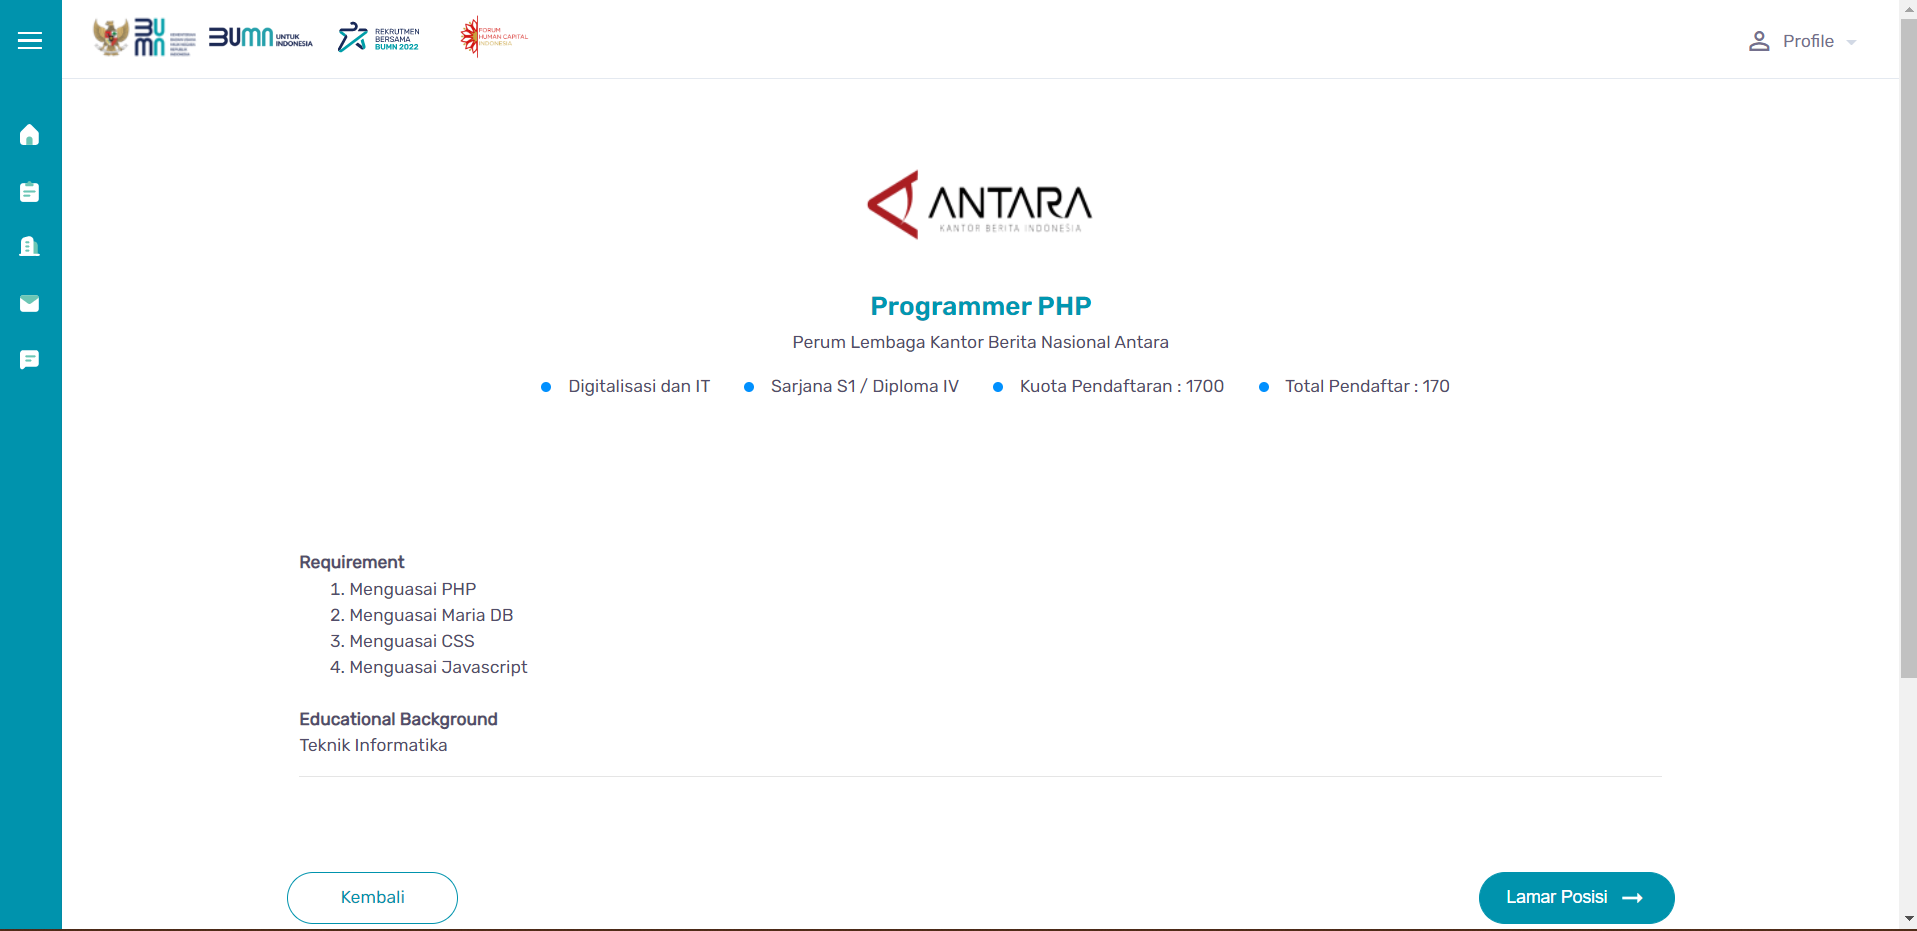 BUMN
BUMN UNTUK INDONESIA
REKRUTMEN
BERSAMA
BUMN 2022
FORUM
HUMAN CAPITAL
INDONESIA
Profile
ANTARA
KANTOR BERITA INDONESIA
Programmer PHP
Perum Lembaga Kantor Berita Nasional Antara
Digitalisasi dan IT Sarjana S1 / Diploma IV Kuota Pendaftaran : 1700 Total Pendaftar : 170
Requirement
1. Menguasai PHP
2. Menguasai Maria DB
3. Menguasai CSS
4. Menguasai Javascript
Educational Background
Teknik Informatika
Kembali
Lamar Posisi →